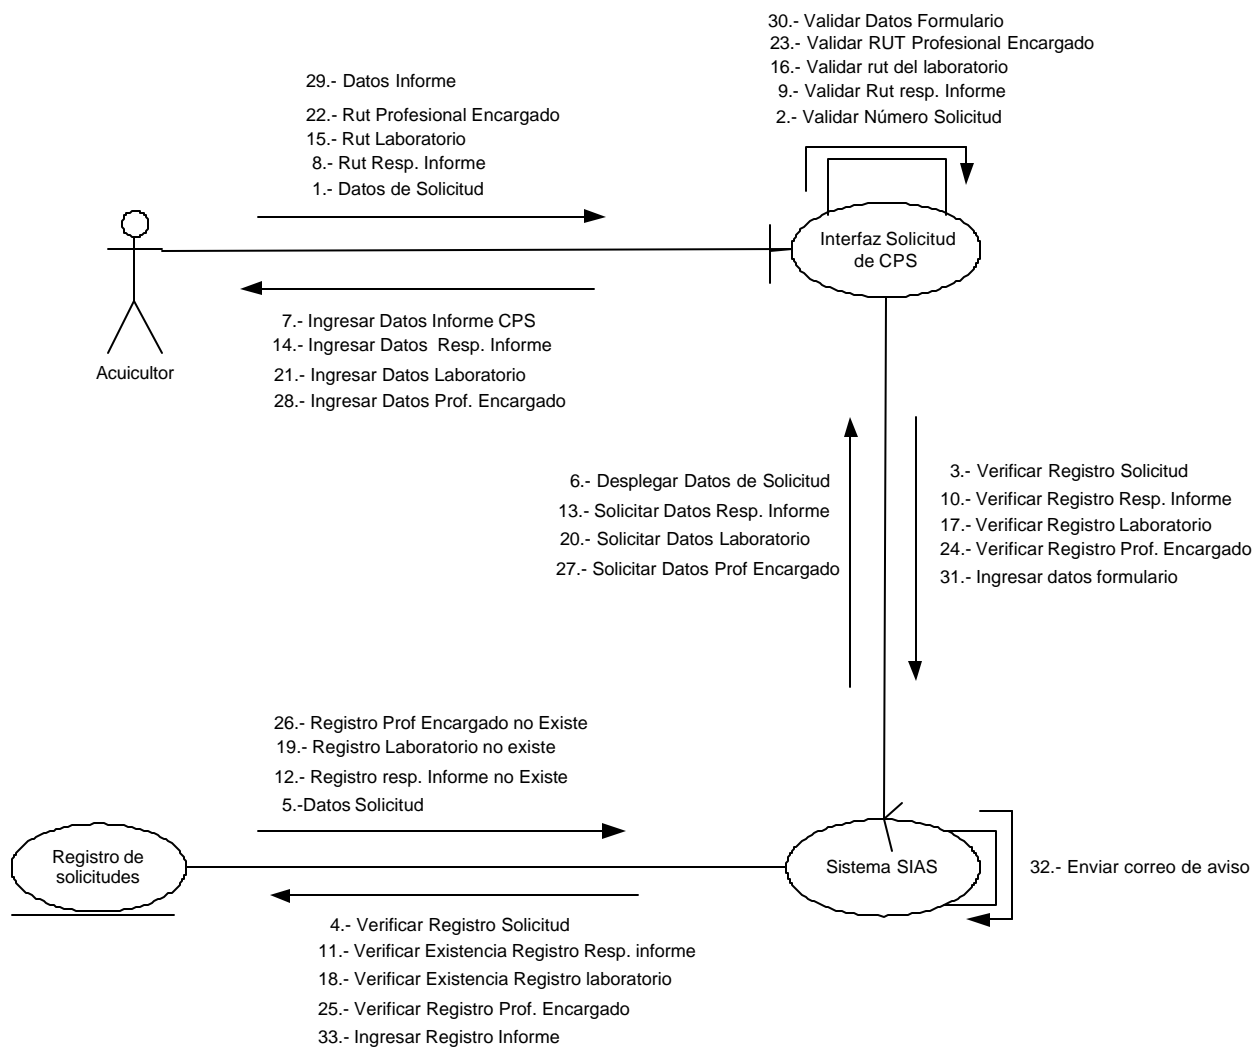 30.- Validar Datos Formulario
23.- Validar RUT Profesional Encargado
16.- Validar rut del laboratorio
9.- Validar Rut resp. Informe
2.- Validar Número Solicitud
29.- Datos Informe
22.- Rut Profesional Encargado
15.- Rut Laboratorio
8.- Rut Resp. Informe
1.- Datos de Solicitud
Interfaz Solicitud
de CPS
Acuicultor
7.- Ingresar Datos Informe CPS
14.- Ingresar Datos Resp. Informe
21.- Ingresar Datos Laboratorio
28.- Ingresar Datos Prof. Encargado
6.- Desplegar Datos de Solicitud
13.- Solicitar Datos Resp. Informe
20.- Solicitar Datos Laboratorio
27.- Solicitar Datos Prof Encargado
3.- Verificar Registro Solicitud
10.- Verificar Registro Resp. Informe
17.- Verificar Registro Laboratorio
24.- Verificar Registro Prof. Encargado
31.- Ingresar datos formulario
26.- Registro Prof Encargado no Existe
19.- Registro Laboratorio no existe
12.- Registro resp. Informe no Existe
5.-Datos Solicitud
Registro de
solicitudes
Sistema SIAS
32.- Enviar correo de aviso
4.- Verificar Registro Solicitud
11.- Verificar Existencia Registro Resp. informe
18.- Verificar Existencia Registro laboratorio
25.- Verificar Registro Prof. Encargado
33.- Ingresar Registro Informe